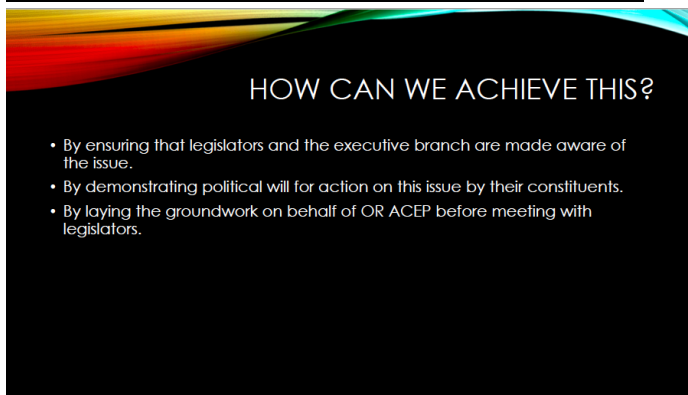 HOW CAN WE ACHIEVE THIS?
• By ensuring that legislators and the executive branch are made aware of
the issue.
• By demonstrating political will for action on this issue by their constituents.
• By laying the groundwork on behalf of OR ACEP before meeting with
legislators.